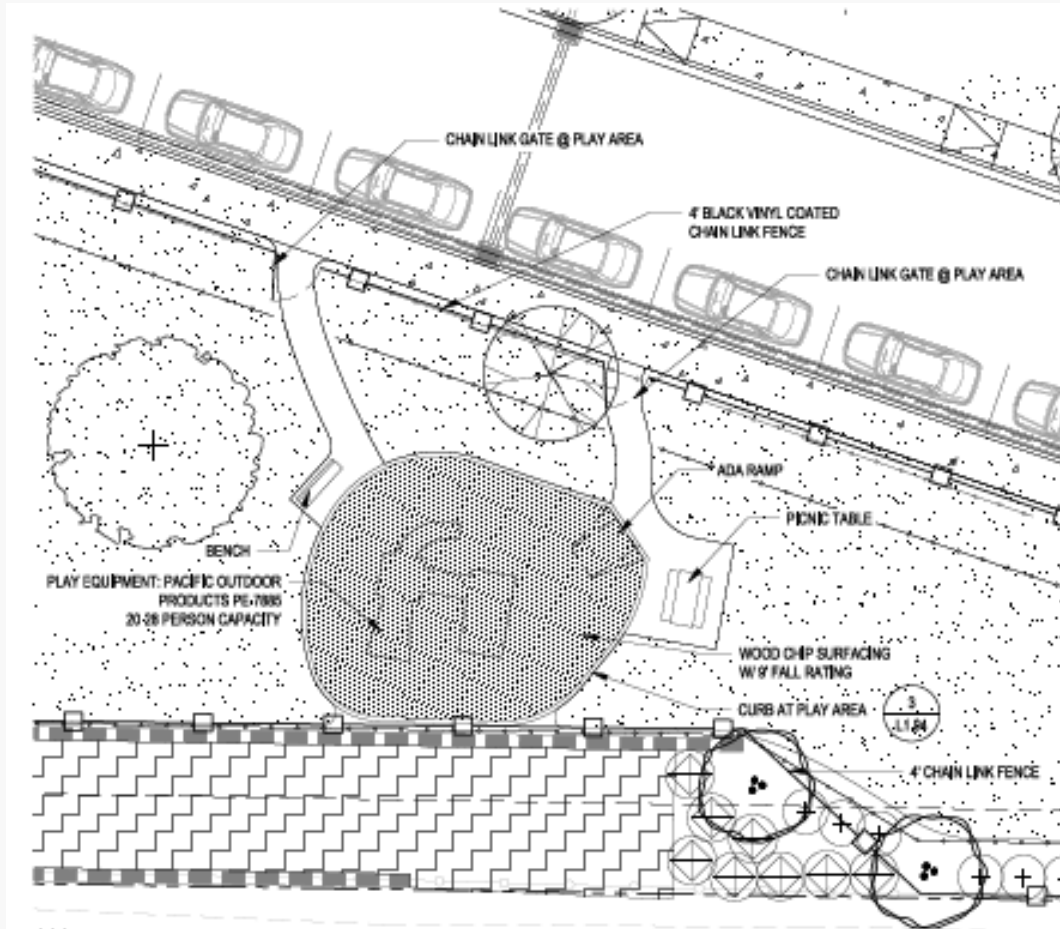 CHAIN LINK GATE @ PLAY AREA
4' BLACK VINYL COATED
CHAIN LINK FENCE
CHAIN LINK GATE @ PLAY AREA
ADA RAMP
PICNIC TABLE
BENCH
PLAY EQUIPMENT: PACIFIC OUTDOOR
PRODUCTS PE-7885
20-28 PERSON CAPACITY
WOOD CHIP SURFACING
W/ 9' FALL RATING
CURB AT PLAY AREA
3
L1.94
4' CHAIN LINK FENCE